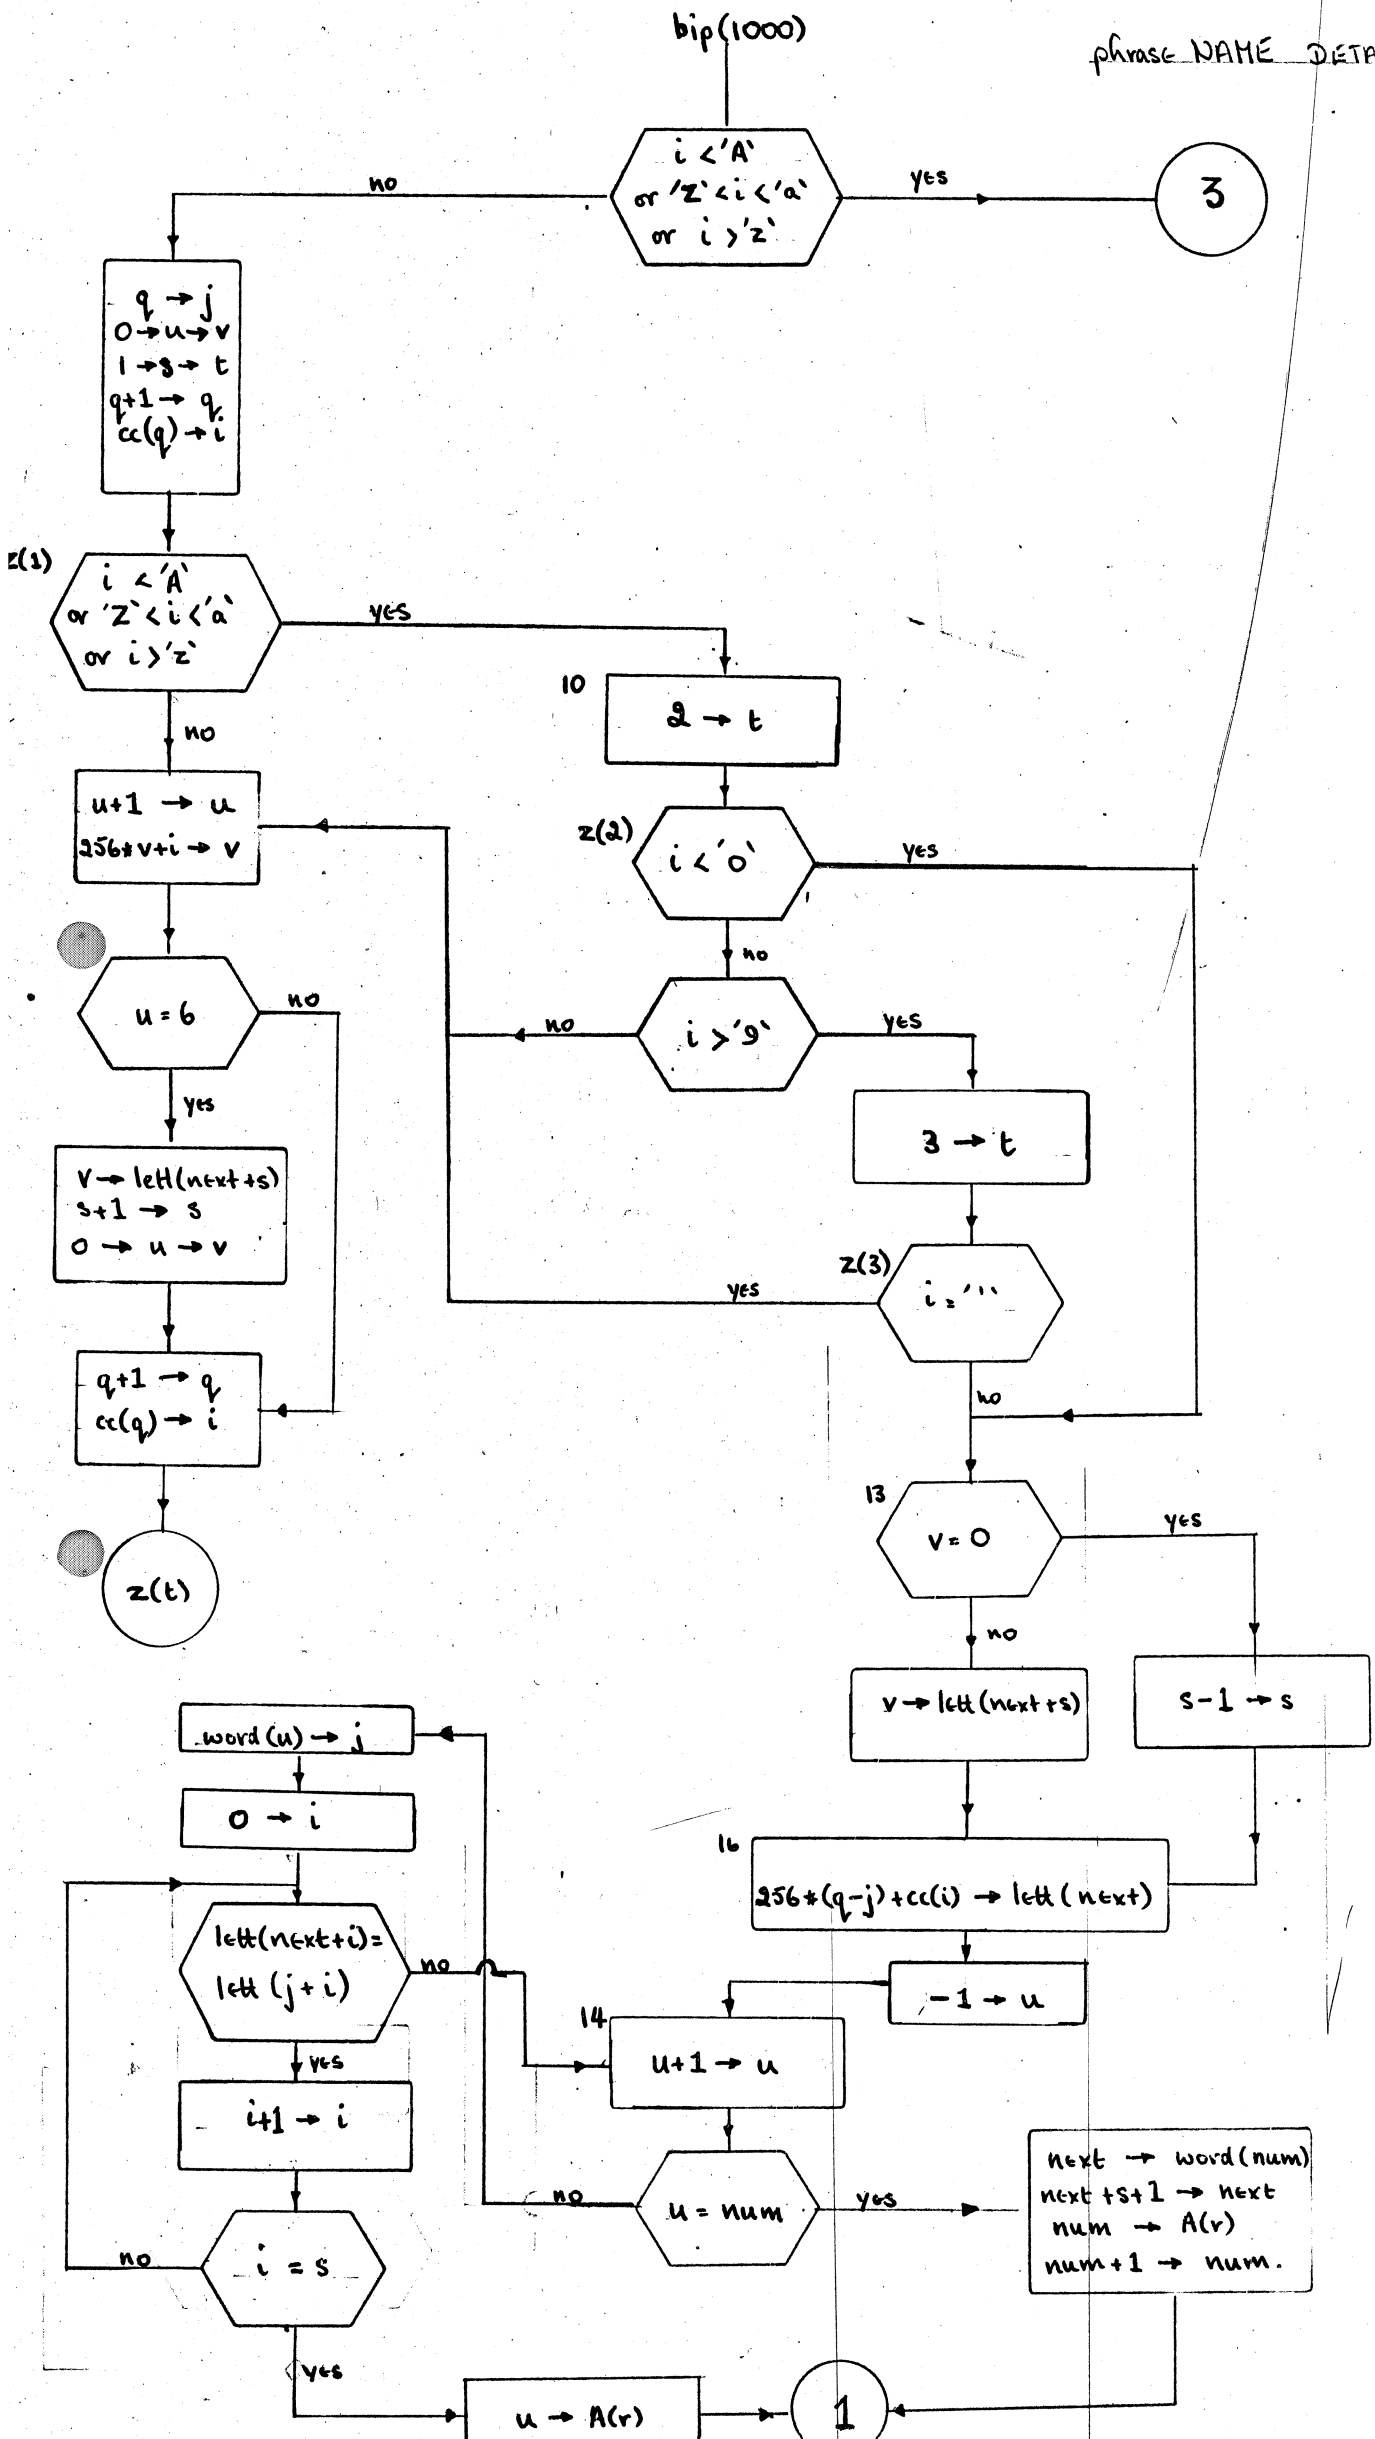 bip(1000)
phrase NAME DETA
i <'A'
or 'Z'<i<'a'
or i >'z'
no
yes
3
q → j
0→u→v
1→s→t
q+1 → q
cc(q)→i
z(1)
i <'A'
or 'Z'<i<'a'
or i>'z'
yes
no
10
2 → t
u+1 → u
256*v+i → v
z(2)
i<'0'
yes
no
u=6
no
yes
i>'9'
no
yes
3 → t
v→lett(next+s)
s+1 → s
0 → u → v
z(3)
i='''
yes
no
q+1 → q
cc(q) → i
z(t)
13
v=0
yes
no
v→lett(next+s)
s-1→s
word(u) → j
0 → i
16
256*(q-j)+cc(i) → lett(next)
lett(next+i)=
lett(j+i)
no
yes
-1→u
14
u+1→u
i+1→i
u=num
no
yes
next → word(num)
next+s+1 → next
num → A(r)
num+1 → num.
i = s
no
yes
u → A(r)
1